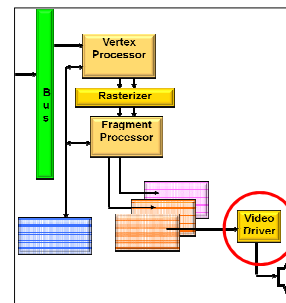 Vertex
Processor
B
u
s
Rasterizer
Fragment
Processor
Video
Driver